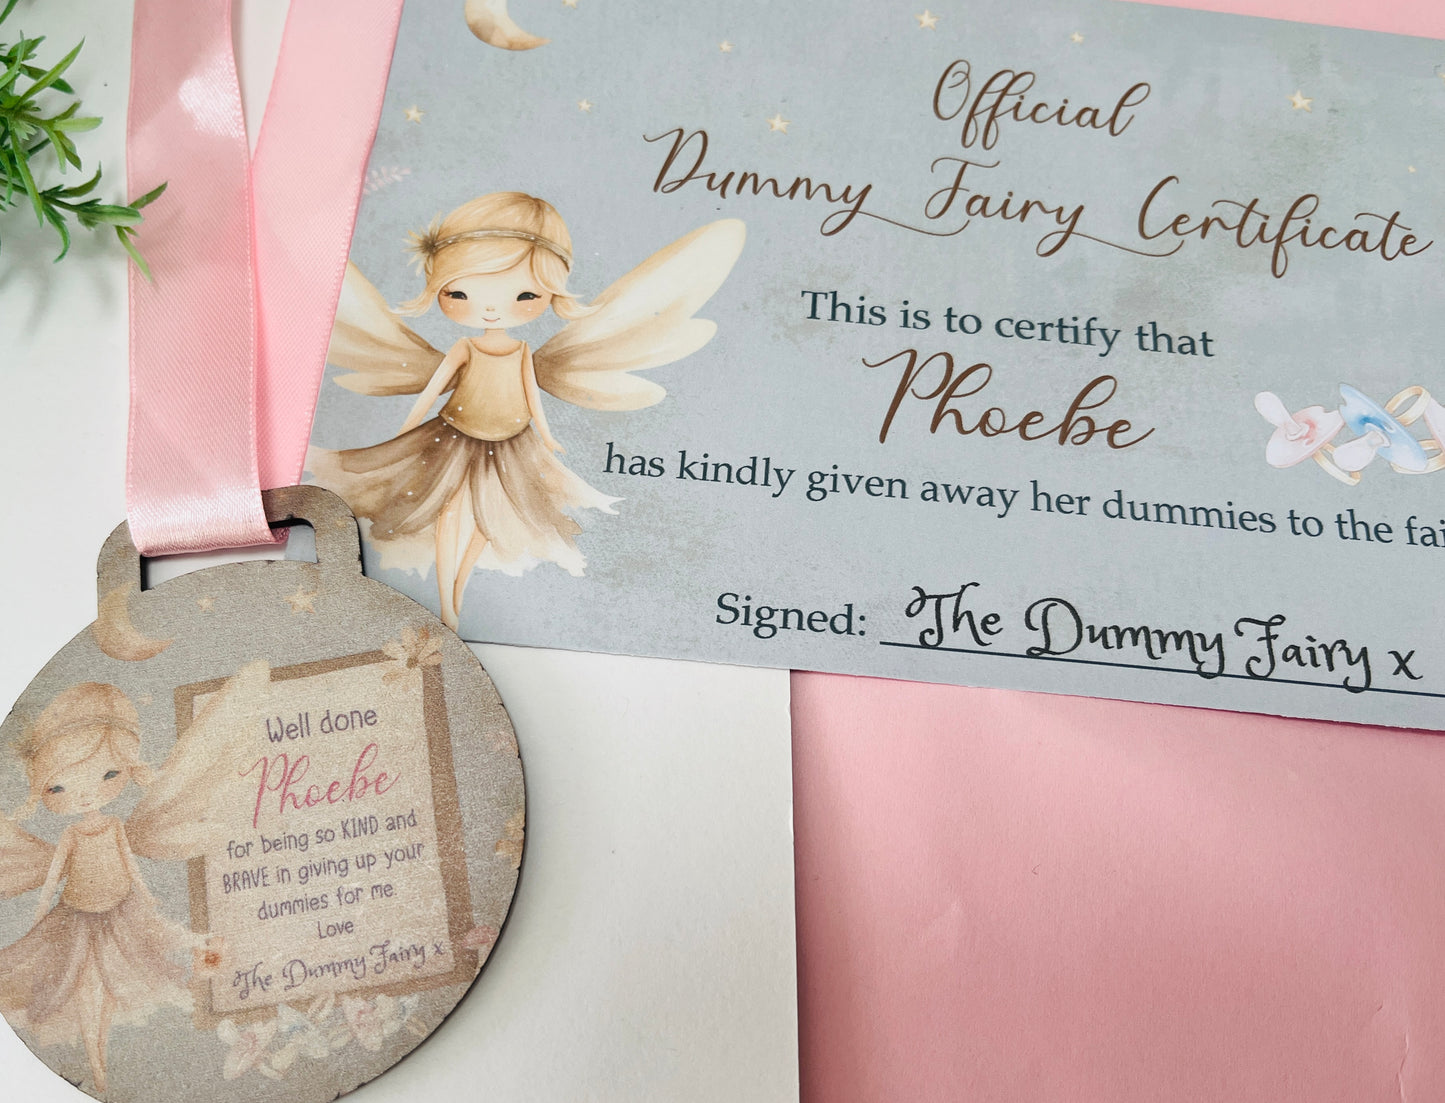 Official
Dummy Fairy Certificate
This is to certify that
Phoebe
has kindly given away her dummies to the fai
Signed: The Dummy Fairy x
Well done
Phoebe
for being so KIND and
BRAVE in giving up your
dummies for me.
Love
The Dummy Fairy x